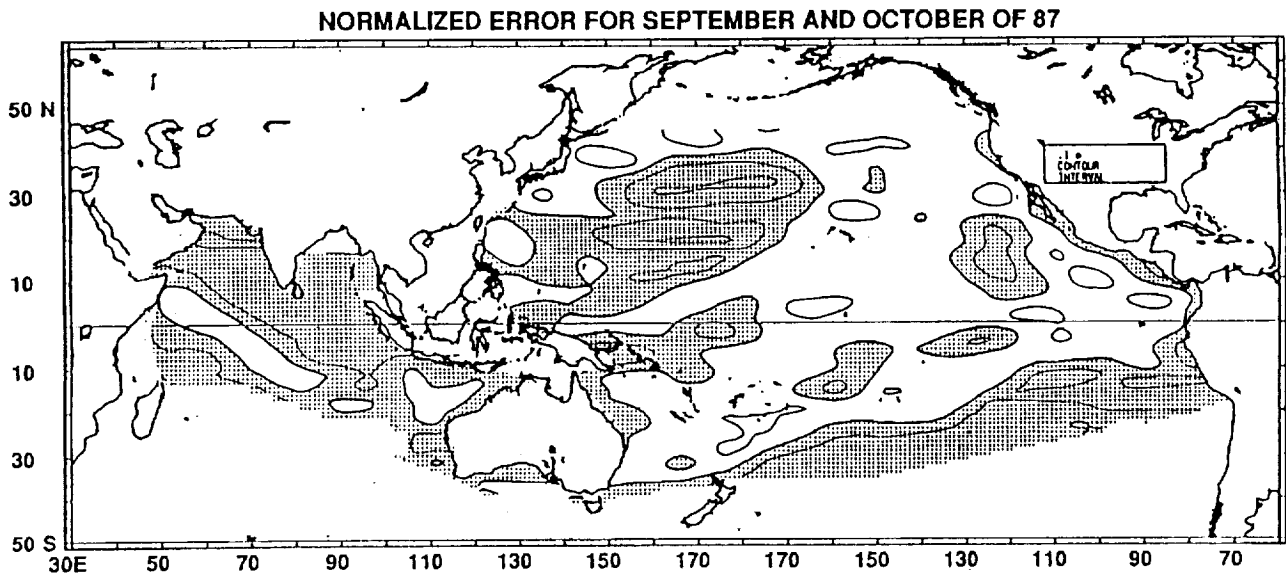 NORMALIZED ERROR FOR SEPTEMBER AND OCTOBER OF 87
50 N
30
10
10
30
50 S
.1
CONTOUR
INTERVAL
30E 50 70 90 110 130 150 170 170 150 130 110 90 70